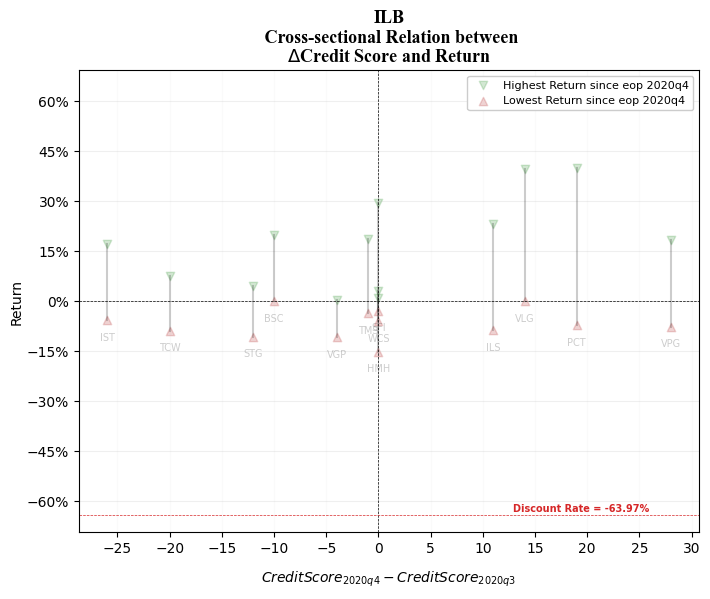 ILB
Cross-sectional Relation between
ΔCredit Score and Return
Highest Return since eop 2020q4
Lowest Return since eop 2020q4
Return
60%
45%
30%
15%
0%
−15%
−30%
−45%
−60%
IST
TCW
STG
BSC
VGP
WCS
HMH
ILS
VLG
PCT
VPG
Discount Rate = -63.97%
−25
−20
−15
−10
−5
0
5
10
15
20
25
30
CreditScore2020q4 − CreditScore2020q3